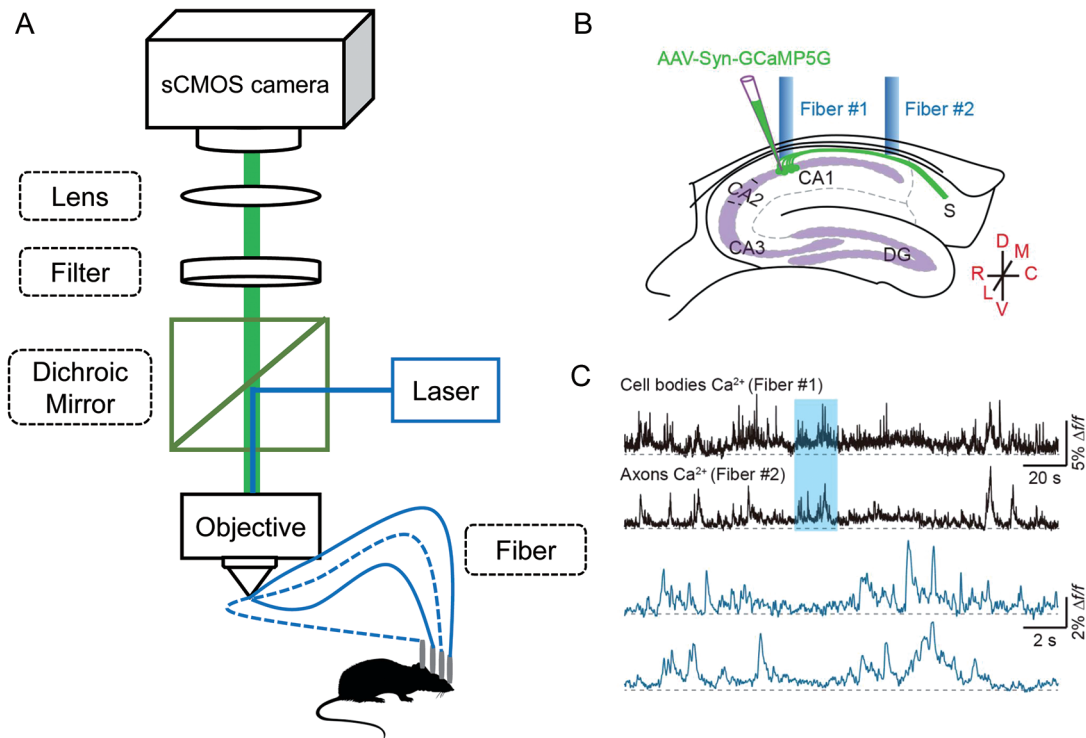 A
sCMOS camera
Lens
Filter
Dichroic
Mirror
Laser
Objective
Fiber
B
AAV-Syn-GCaMP5G
Fiber #1
Fiber #2
CA1
CA2
CA3
DG
S
D
M
R
C
L
V
C
Cell bodies Ca²⁺ (Fiber #1)
5% Δf/f
20 s
Axons Ca²⁺ (Fiber #2)
2% Δf/f
2 s